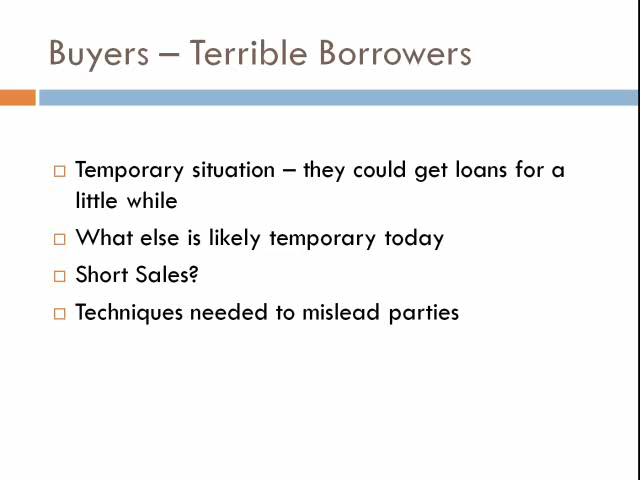 Buyers – Terrible Borrowers
Temporary situation – they could get loans for a
little while
What else is likely temporary today
Short Sales?
Techniques needed to mislead parties